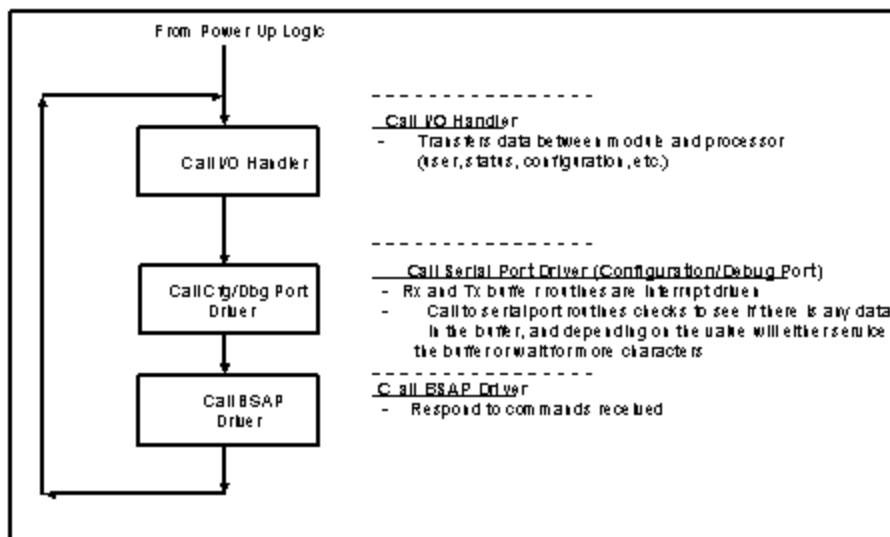 From Power Up Logic
Call I/O Handler
Call I/O Handler
- Transfers data between module and processor
(user, status, configuration, etc.)
Call Cfg/Dbg Port
Driver
Call Serial Port Driver (Configuration/Debug Port)
- Rx and Tx buffer routines are interrupt driven
- Call to serial port routines checks to see if there is any data
in the buffer, and depending on the value will either service
the buffer or wait for more characters
Call BSAP
Driver
Call BSAP Driver
- Respond to commands received